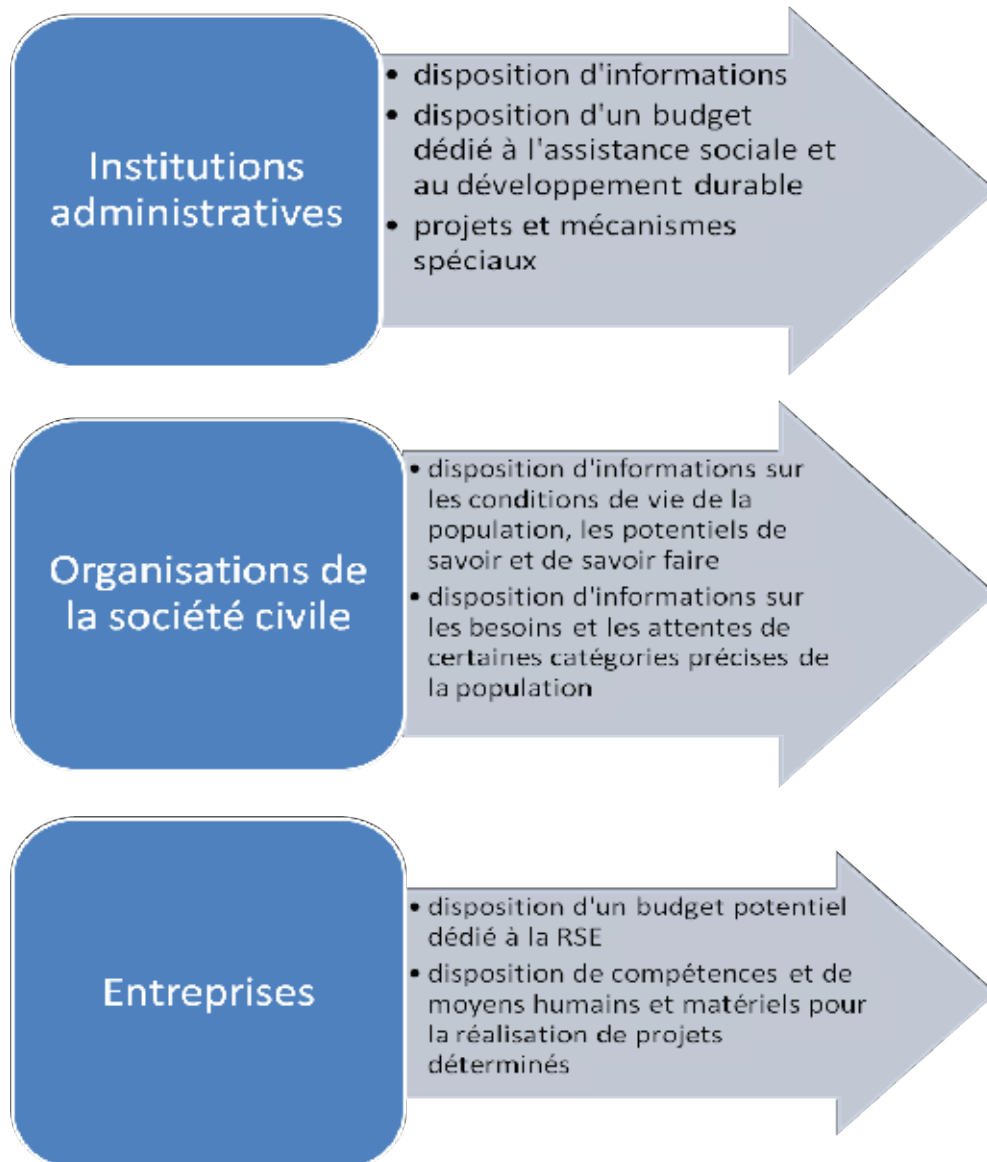 Institutions
administratives
• disposition d'informations
• disposition d'un budget
dédié à l'assistance sociale et
au développement durable
• projets et mécanismes
spéciaux
Organisations de
la société civile
• disposition d'informations sur
les conditions de vie de la
population, les potentiels de
savoir et de savoir faire
• disposition d'informations sur
les besoins et les attentes de
certaines catégories précises de
la population
Entreprises
• disposition d'un budget potentiel
dédié à la RSE
• disposition de compétences et de
moyens humains et matériels pour
la réalisation de projets
déterminés